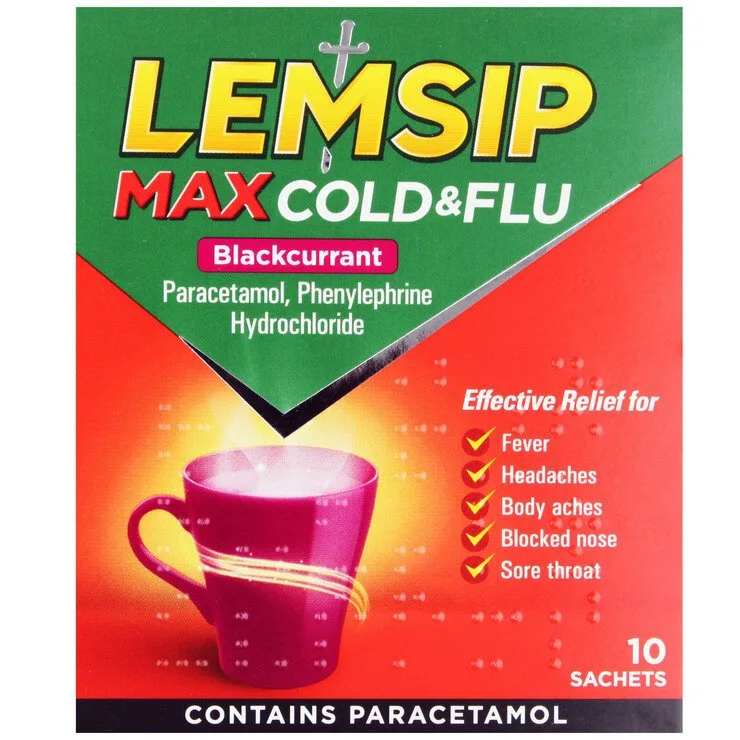 LEMSIP
MAX COLD&FLU
Blackcurrant
Paracetamol, Phenylephrine
Hydrochloride
Effective Relief for
Fever
Headaches
Body aches
Blocked nose
Sore throat
10
SACHETS
CONTAINS PARACETAMOL